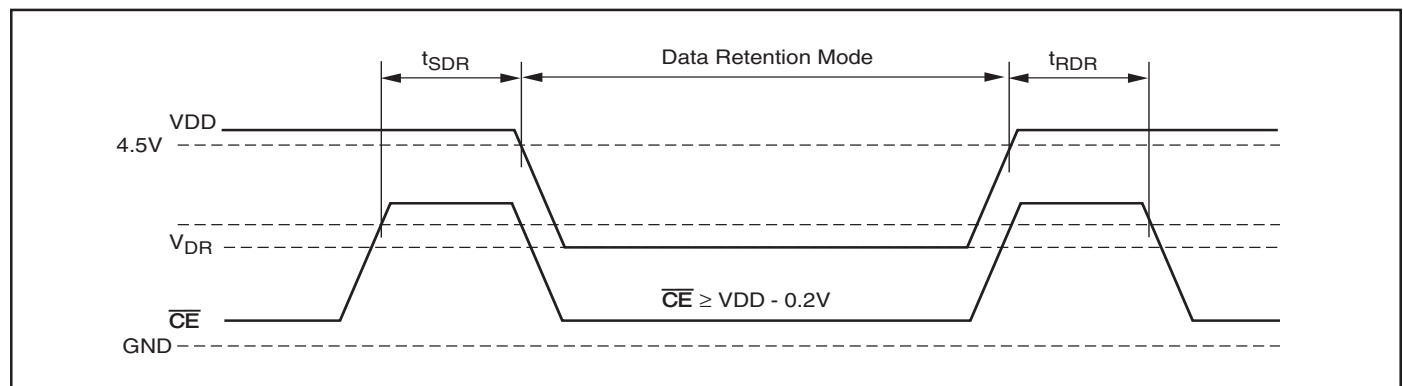 tSDR
Data Retention Mode
tRDR
VDD
4.5V
VDR
CE ≥ VDD - 0.2V
CE
GND